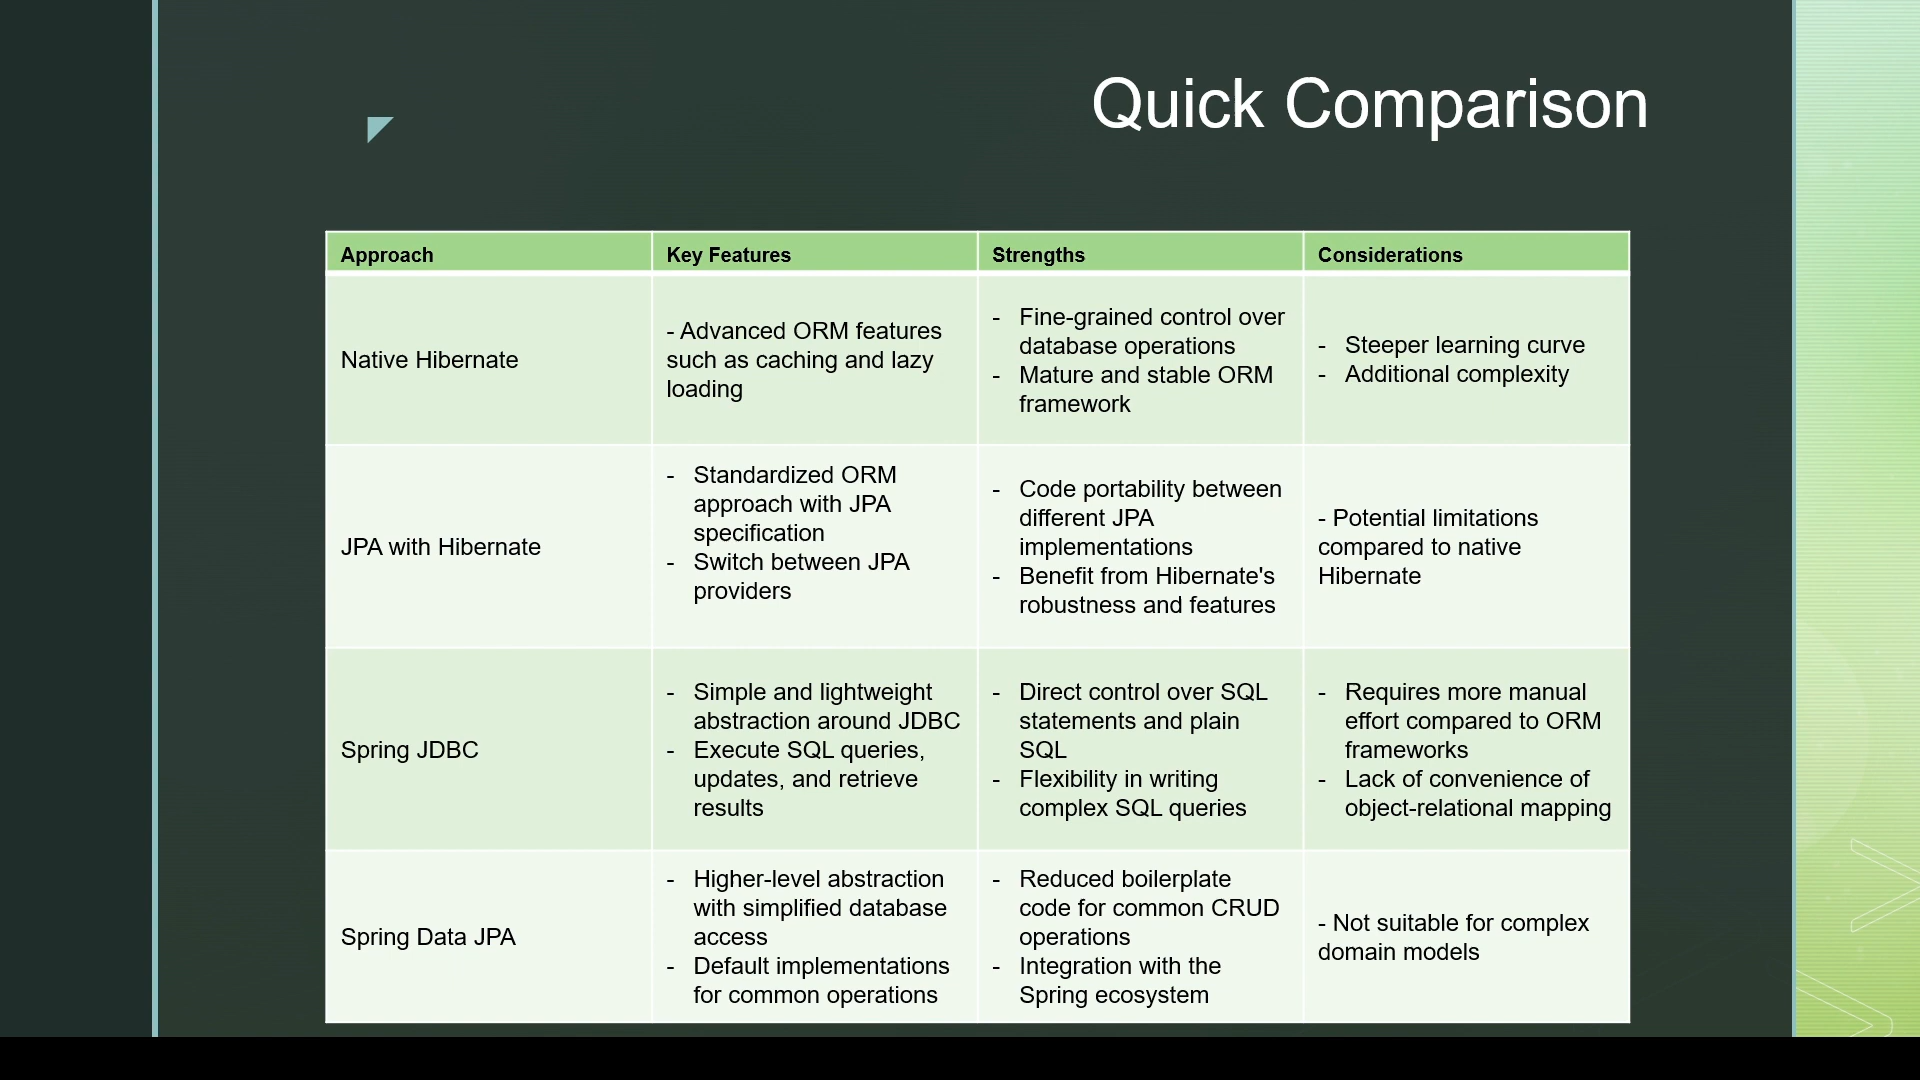 Quick Comparison
Approach
Key Features
Strengths
Considerations
Native Hibernate
- Advanced ORM features
such as caching and lazy
loading
- Fine-grained control over
database operations
- Mature and stable ORM
framework
- Steeper learning curve
- Additional complexity
JPA with Hibernate
- Standardized ORM
approach with JPA
specification
- Switch between JPA
providers
- Code portability between
different JPA
implementations
- Benefit from Hibernate's
robustness and features
- Potential limitations
compared to native
Hibernate
Spring JDBC
- Simple and lightweight
abstraction around JDBC
- Execute SQL queries,
updates, and retrieve
results
- Direct control over SQL
statements and plain
SQL
- Flexibility in writing
complex SQL queries
- Requires more manual
effort compared to ORM
frameworks
- Lack of convenience of
object-relational mapping
Spring Data JPA
- Higher-level abstraction
with simplified database
access
- Default implementations
for common operations
- Reduced boilerplate
code for common CRUD
operations
- Integration with the
Spring ecosystem
- Not suitable for complex
domain models